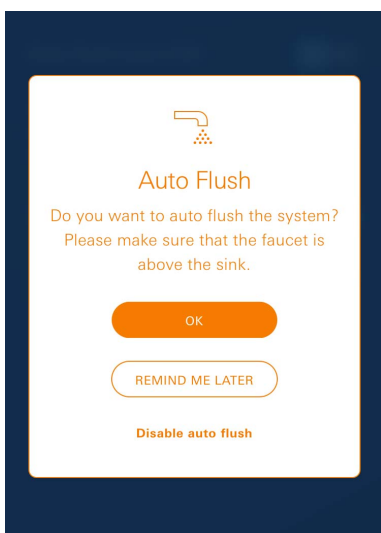 Auto Flush
Do you want to auto flush the system?
Please make sure that the faucet is
above the sink.
OK
REMIND ME LATER
Disable auto flush